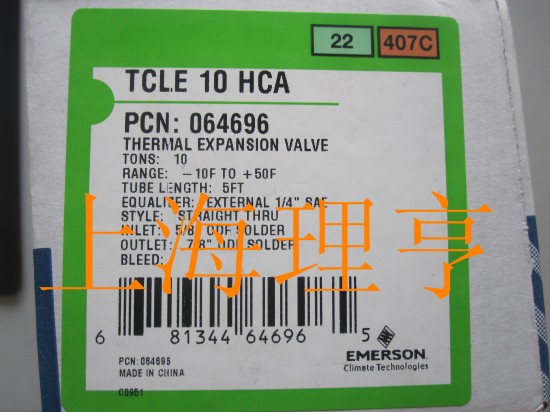 22 407C
TCLE 10 HCA
PCN: 064696
THERMAL EXPANSION VALVE
TONS: 10
RANGE: -10F TO +50F
TUBE LENGTH: 5FT
EQUALISER: EXTERNAL 1/4" SAE
STYLE: STRAIGHT THRU
INLET: 5/8" ODF SOLDER
OUTLET: 7/8" ODF SOLDER
BLEED:
上海理亨
6 81344 64696 5
PCN: 064695
MADE IN CHINA
00951
EMERSON
Climate Technologies